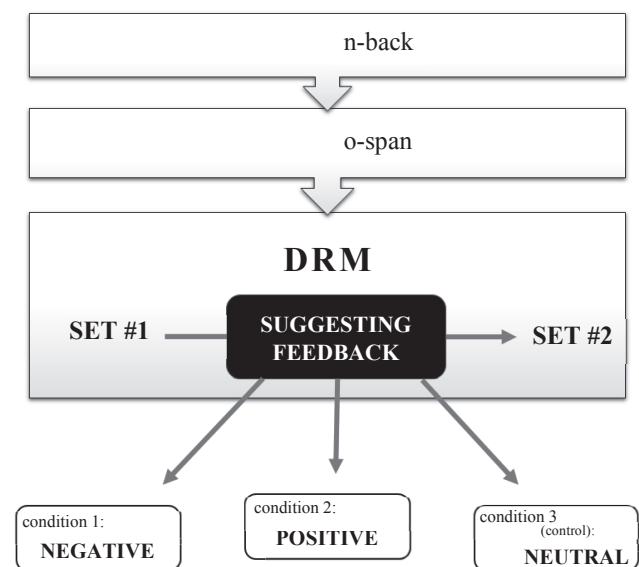 n-back
o-span
DRM
SET #1
SUGGESTING
FEEDBACK
SET #2
condition 1:
NEGATIVE
condition 2:
POSITIVE
condition 3
(control):
NEUTRAL